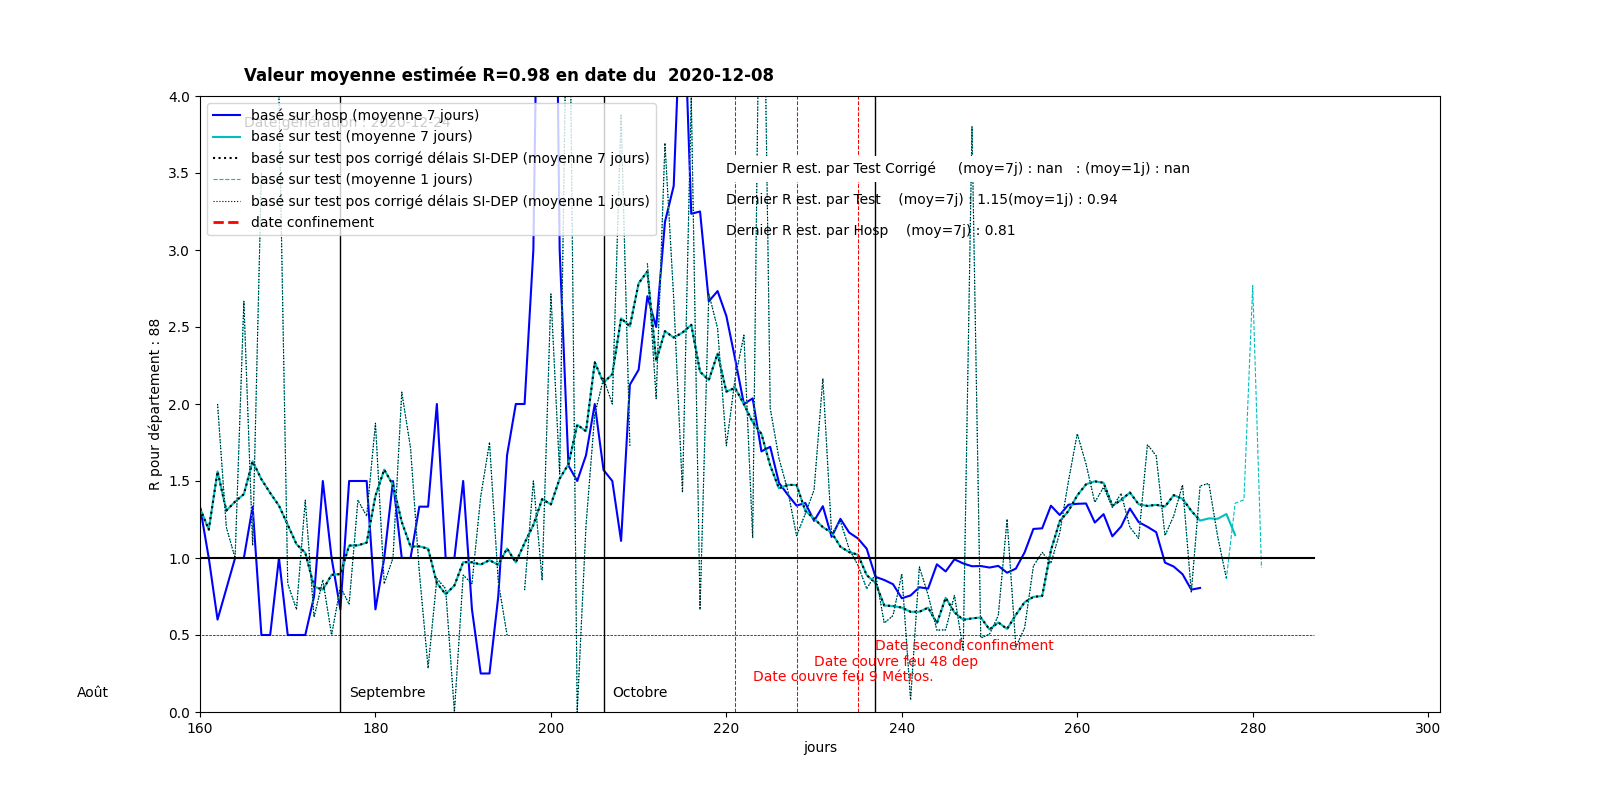 Valeur moyenne estimée R=0.98 en date du  2020-12-08
Date génération : 2020-12-24
basé sur hosp (moyenne 7 jours)
basé sur test (moyenne 7 jours)
basé sur test pos corrigé délais SI-DEP (moyenne 7 jours)
basé sur test (moyenne 1 jours)
basé sur test pos corrigé délais SI-DEP (moyenne 1 jours)
date confinement
Dernier R est. par Test Corrigé     (moy=7j) : nan   : (moy=1j) : nan
Dernier R est. par Test    (moy=7j) : 1.15(moy=1j) : 0.94
Dernier R est. par Hosp    (moy=7j) : 0.81
4.0
3.5
3.0
2.5
2.0
1.5
1.0
0.5
0.0
R pour département : 88
Date second confinement
Date couvre feu 48 dep
Date couvre feu 9 Métros.
Août
Septembre
Octobre
160 180 200 220 240 260 280 300
jours